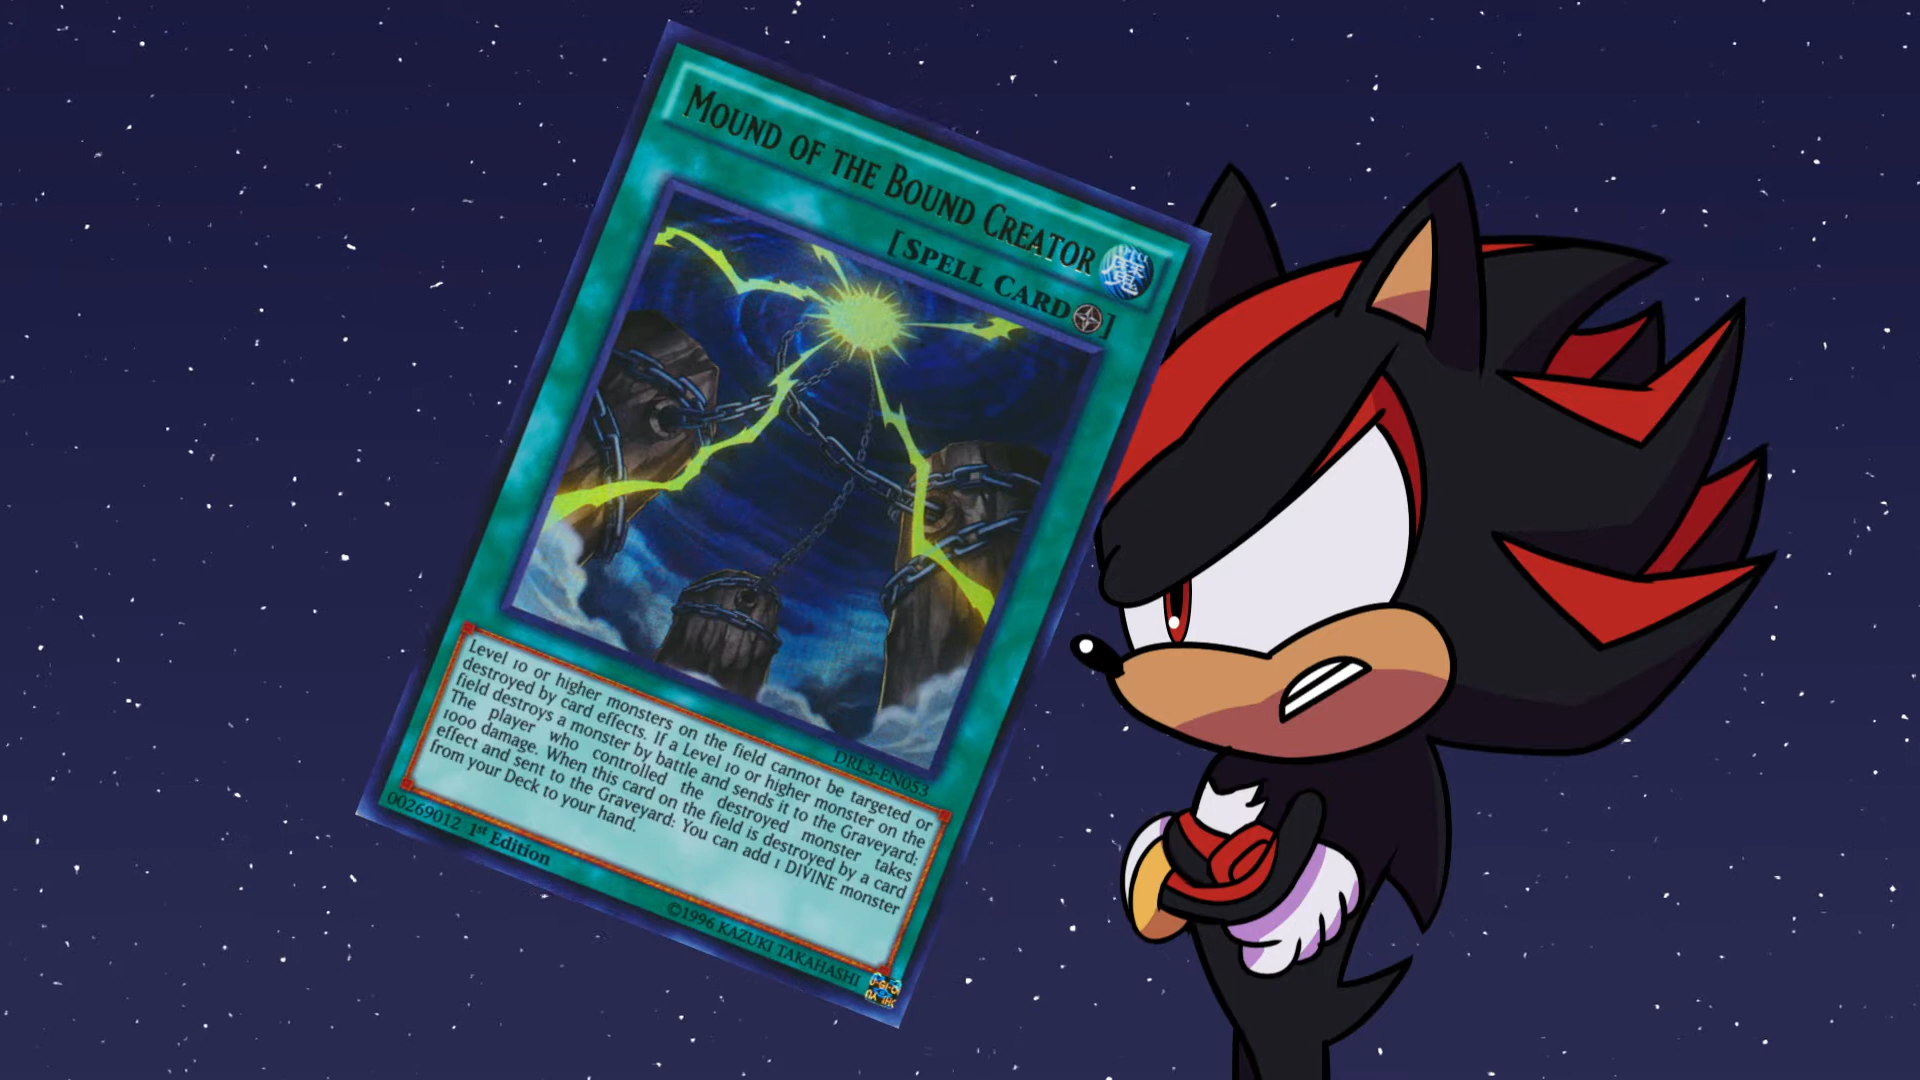 Mound of the Bound Creator
魔
[Spell Card]
DRL3-EN053
Level 10 or higher monsters on the field cannot be targeted or
destroyed by card effects. If a Level 10 or higher monster on the
field destroys a monster by battle and sends it to the Graveyard:
The player who controlled the destroyed monster takes
1000 damage. When this card on the field is destroyed by a card
effect and sent to the Graveyard: You can add 1 DIVINE monster
from your Deck to your hand.
00269012 1st Edition
©1996 KAZUKI TAKAHASHI